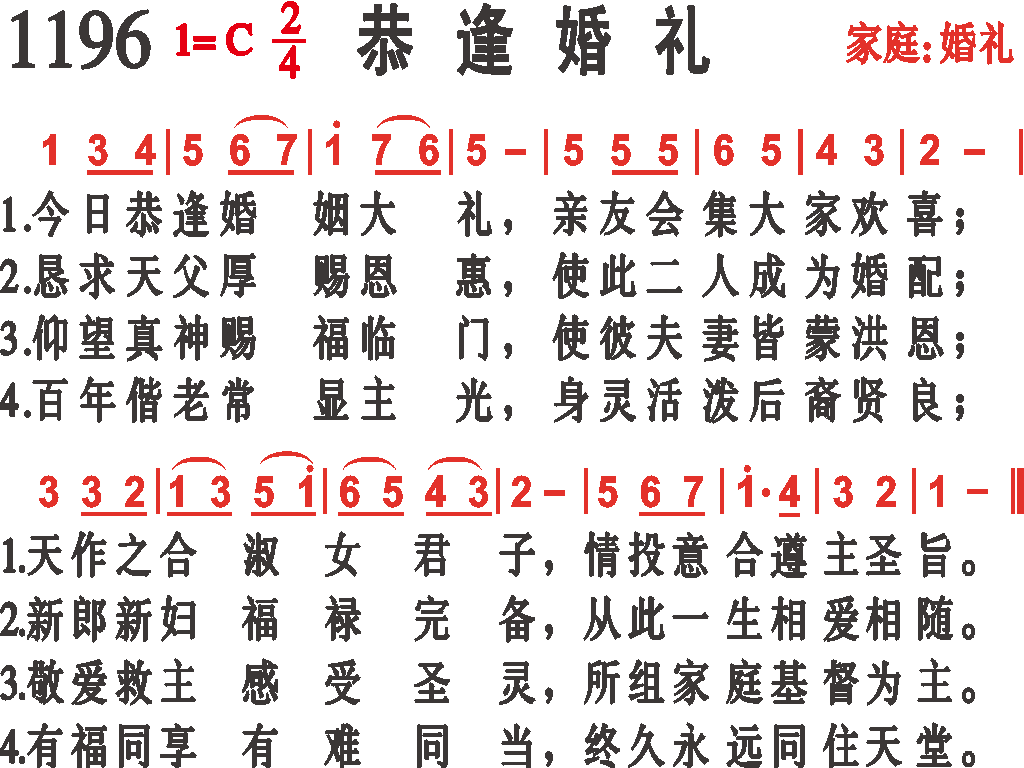 1196 1=C 2/4 恭逢婚礼 家庭:婚礼
1 3 4|5 6 7|i 7 6|5 –|5 5 5|6 5|4 3|2 –|
1.今日恭逢婚 姻大 礼，亲友会集大家欢喜；
2.恳求天父厚 赐恩 惠，使此二人成为婚配；
3.仰望真神赐 福临 门，使彼夫妻皆蒙洪恩；
4.百年偕老常 显主 光，身灵活泼后裔贤良；
3 3 2|1 3 5 i|6 5 4 3|2 –|5 6 7|i·4|3 2|1 –‖
1.天作之合 淑 女 君 子，情投意合遵主圣旨。
2.新郎新妇 福 禄 完 备，从此一生相爱相随。
3.敬爱救主 感 受 圣 灵，所组家庭基督为主。
4.有福同享 有 难 同 当，终久永远同住天堂。